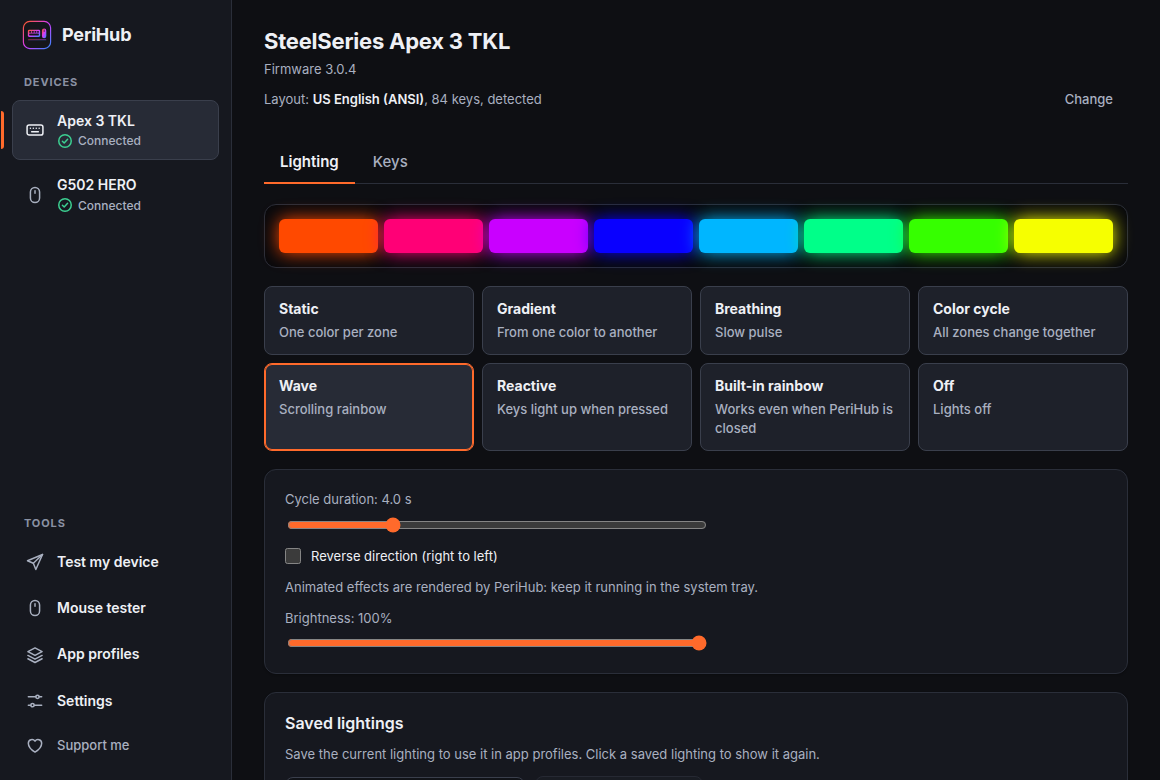 PeriHub
DEVICES
Apex 3 TKL
Connected
G502 HERO
Connected
TOOLS
Test my device
Mouse tester
App profiles
Settings
Support me
SteelSeries Apex 3 TKL
Firmware 3.0.4
Layout: US English (ANSI), 84 keys, detected
Change
Lighting
Keys
Static
One color per zone
Gradient
From one color to another
Breathing
Slow pulse
Color cycle
All zones change together
Wave
Scrolling rainbow
Reactive
Keys light up when pressed
Built-in rainbow
Works even when PeriHub is
closed
Off
Lights off
Cycle duration: 4.0 s
Reverse direction (right to left)
Animated effects are rendered by PeriHub: keep it running in the system tray.
Brightness: 100%
Saved lightings
Save the current lighting to use it in app profiles. Click a saved lighting to show it again.